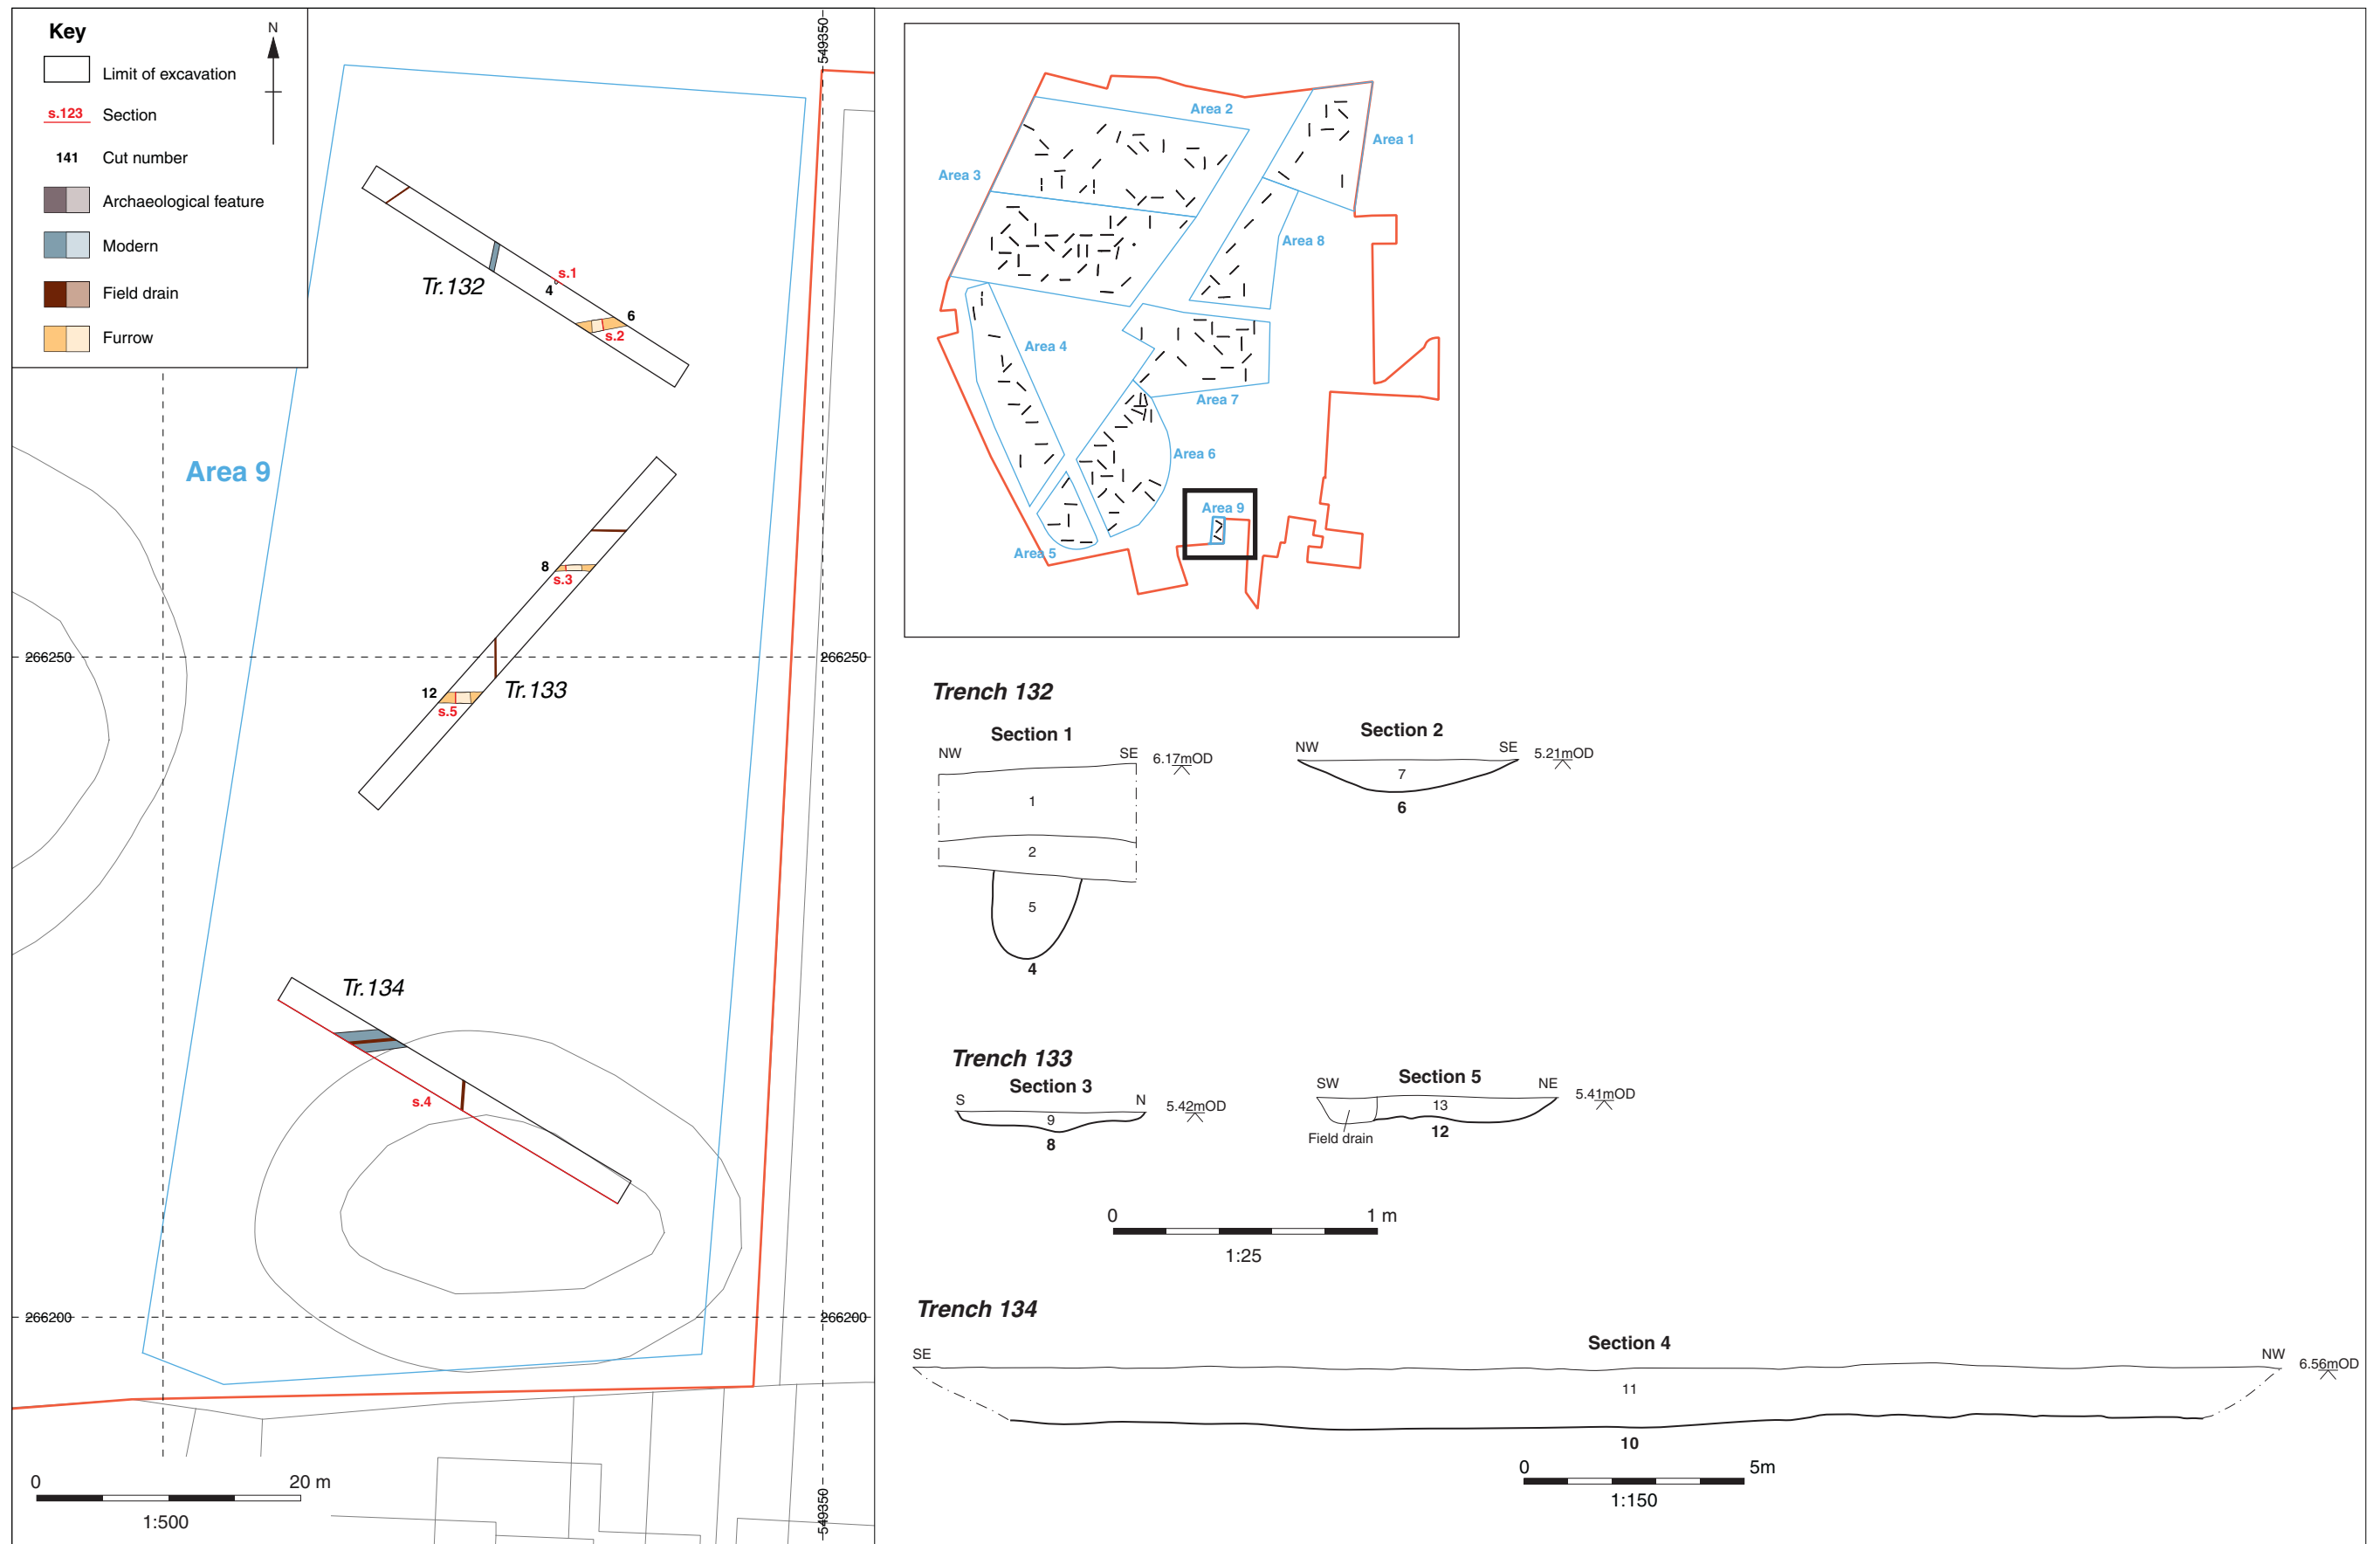 Key
N
Limit of excavation
s.123 Section
141 Cut number
Archaeological feature
Modern
Field drain
Furrow
549350
Tr.132
s.1
4
6
s.2
Area 9
8
s.3
266250
266250
12
s.5
Tr.133
Tr.134
s.4
266200
266200
0 20 m
1:500
549350
Area 2
Area 1
Area 3
Area 8
Area 4
Area 7
Area 6
Area 9
Area 5
Trench 132
Section 1
NW SE 6.17mOD
1
2
5
4
Section 2
NW SE 5.21mOD
7
6
Trench 133
Section 3
S N 5.42mOD
9
8
Section 5
SW NE 5.41mOD
13
Field drain
12
0 1 m
1:25
Trench 134
Section 4
SE NW 6.56mOD
11
10
0 5m
1:150